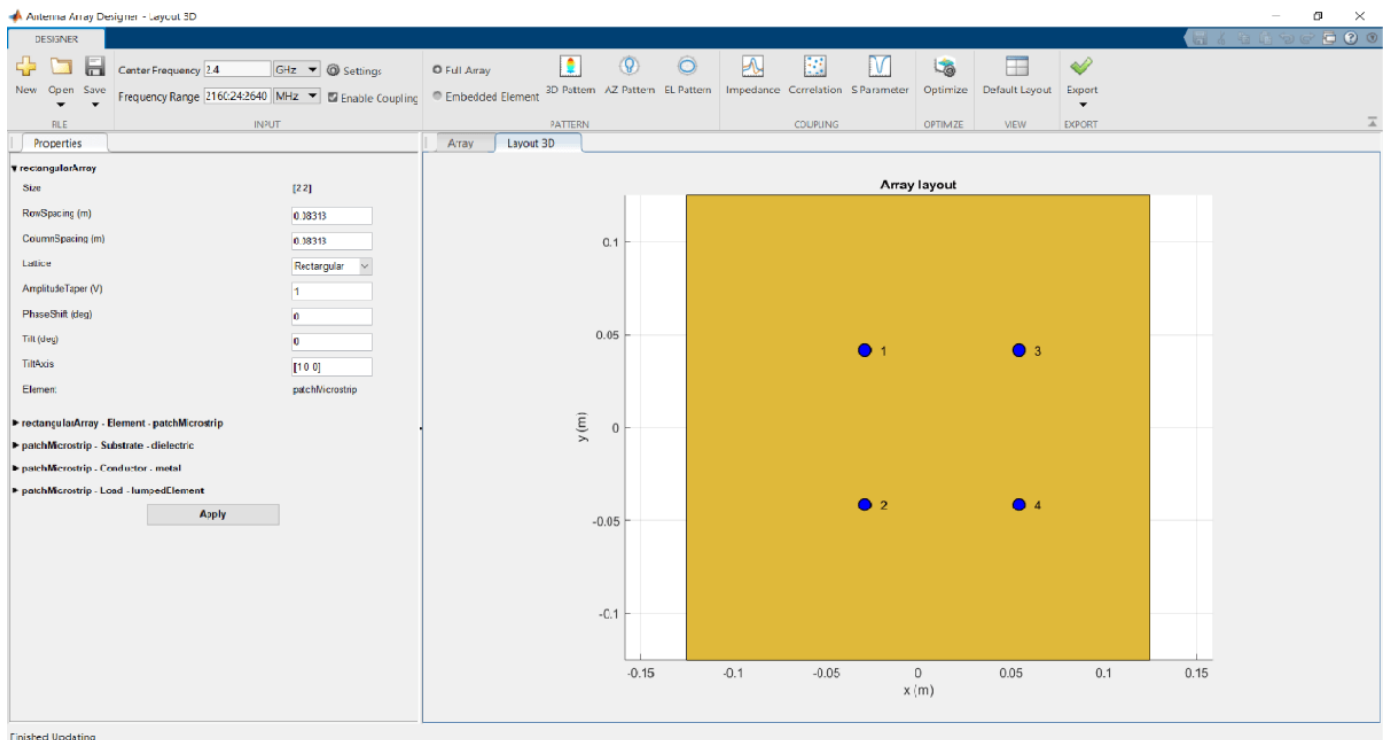 Antenna Array Designer - Layout 3D
DESIGNER
New Open Save
FILE
Center Frequency 2.4 GHz Settings
Frequency Range 2160:24:2640 MHz Enable Coupling
INPUT
Full Array
Embedded Element
3D Pattern AZ Pattern EL Pattern
PATTERN
Impedance Correlation S Parameter
COUPLING
Optimize
OPTIMIZE
Default Layout
VIEW
Export
EXPORT
Properties
rectangularArray
Size [2 2]
RowSpacing (m) 0.08313
ColumnSpacing (m) 0.08313
Lattice Rectangular
AmplitudeTaper (V) 1
PhaseShift (deg) 0
Tilt (deg) 0
TiltAxis [1 0 0]
Element patchMicrostrip
rectangularArray - Element - patchMicrostrip
patchMicrostrip - Substrate - dielectric
patchMicrostrip - Conductor - metal
patchMicrostrip - Load - lumpedElement
Apply
Array Layout 3D
Array layout
0.1
0.05
0
-0.05
-0.1
y (m)
1 3
2 4
-0.15 -0.1 -0.05 0 0.05 0.1 0.15
x (m)
Finished Updating